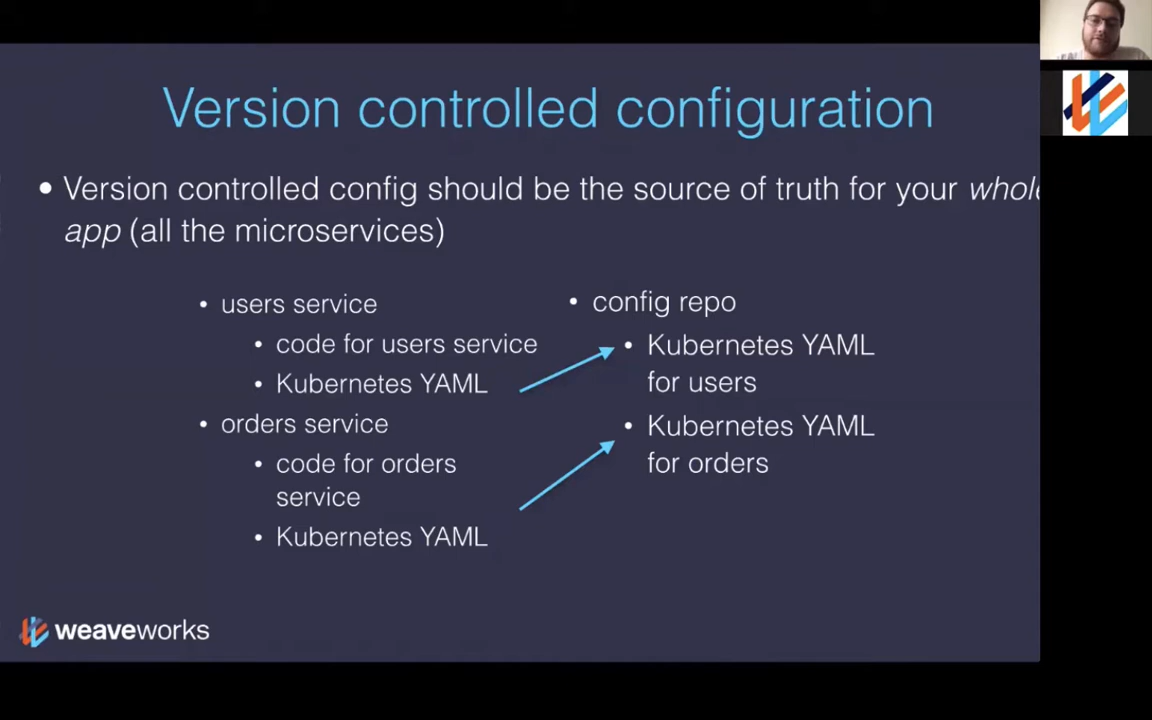 Version controlled configuration
• Version controlled config should be the source of truth for your whole
app (all the microservices)
• users service
• code for users service
• Kubernetes YAML
• orders service
• code for orders
service
• Kubernetes YAML
• config repo
• Kubernetes YAML
for users
• Kubernetes YAML
for orders
weaveworks